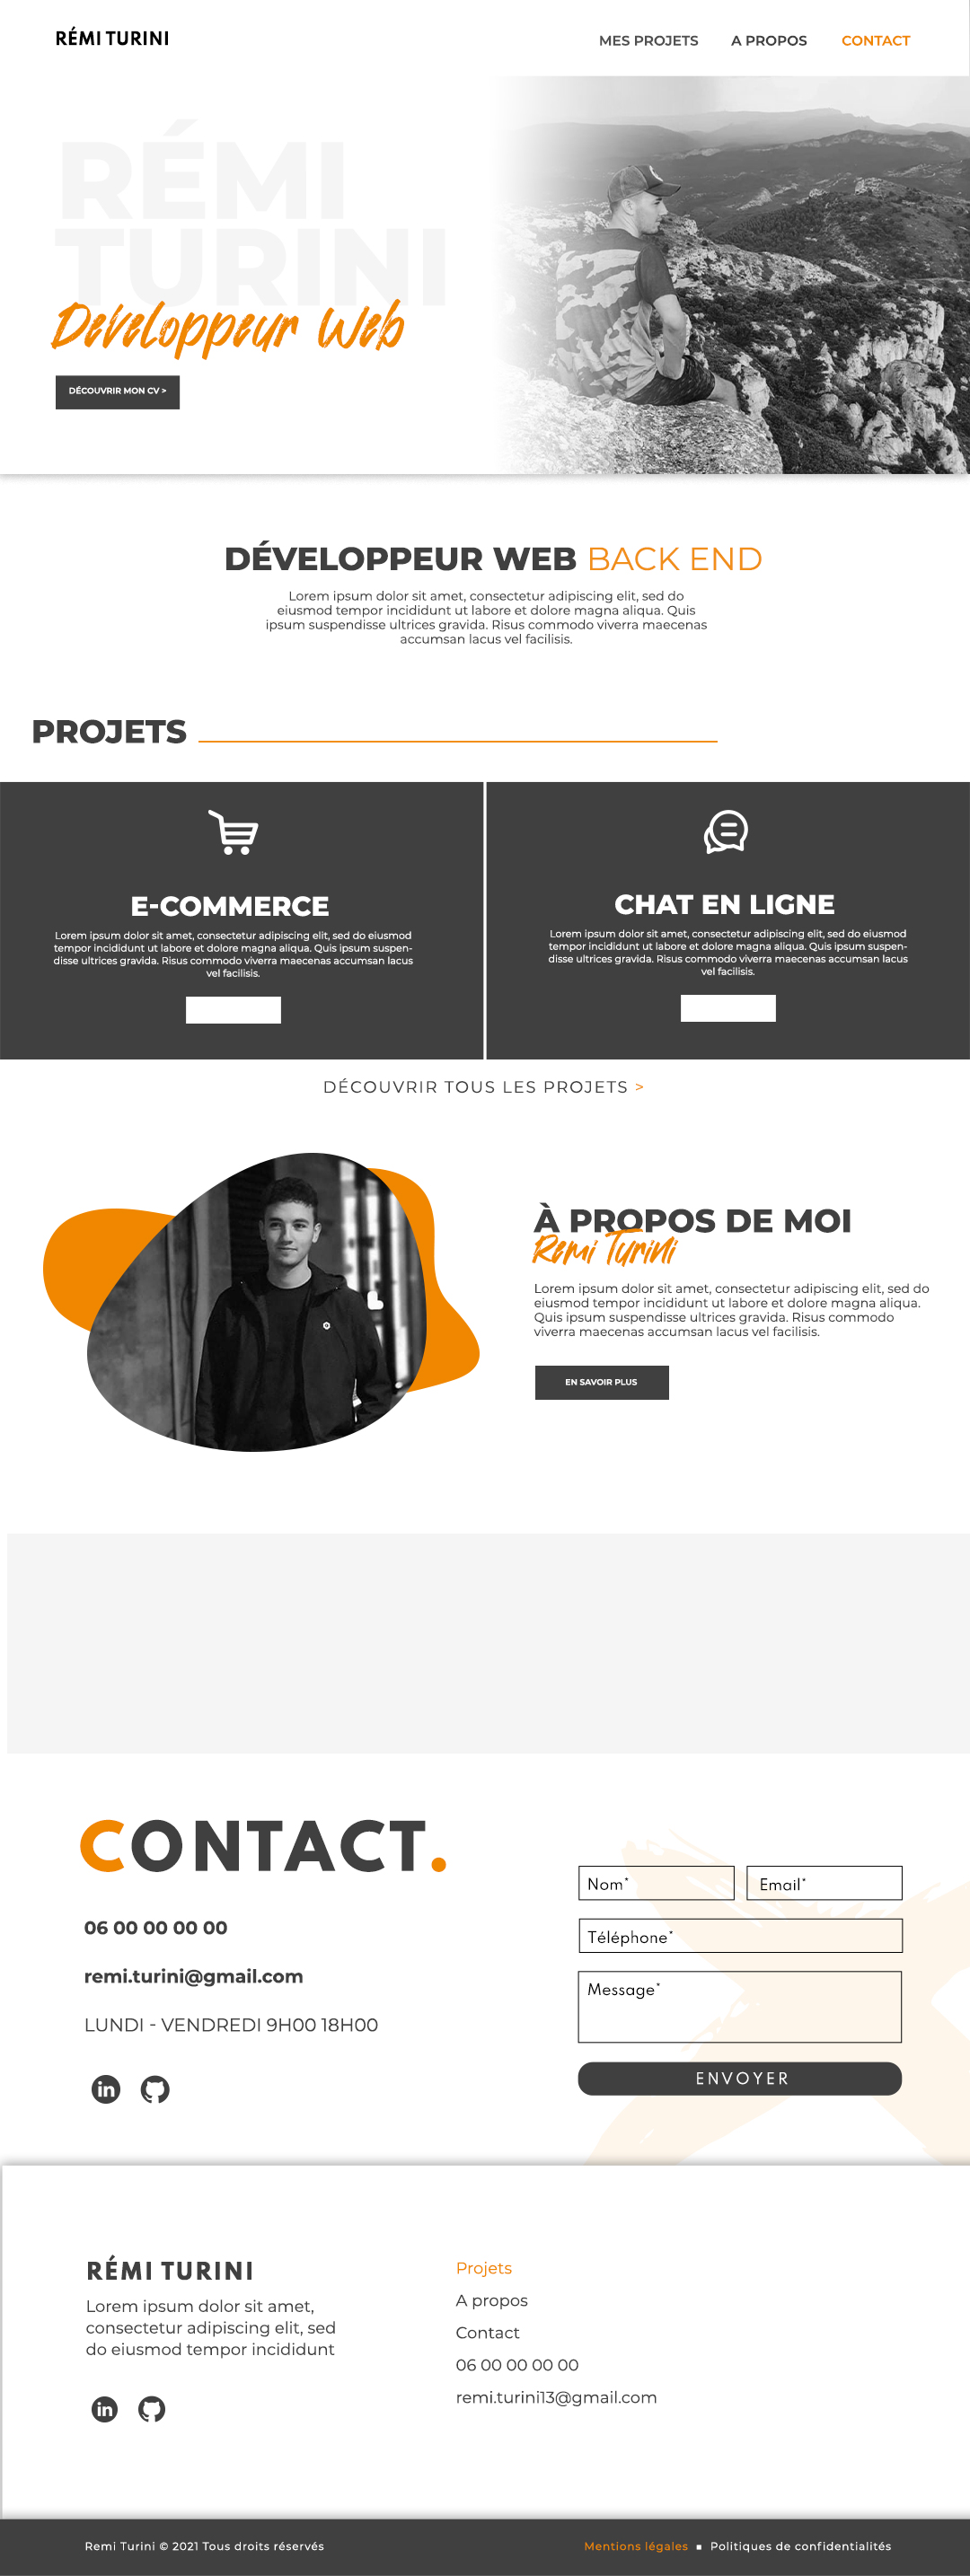 RÉMI TURINI
MES PROJETS A PROPOS CONTACT
RÉMI
TURINI
Développeur Web
DÉCOUVRIR MON CV >
DÉVELOPPEUR WEB BACK END
Lorem ipsum dolor sit amet, consectetur adipiscing elit, sed do
eiusmod tempor incididunt ut labore et dolore magna aliqua. Quis
ipsum suspendisse ultrices gravida. Risus commodo viverra maecenas
accumsan lacus vel facilisis.
PROJETS
E-COMMERCE
Lorem ipsum dolor sit amet, consectetur adipiscing elit, sed do eiusmod
tempor incididunt ut labore et dolore magna aliqua. Quis ipsum suspen-
disse ultrices gravida. Risus commodo viverra maecenas accumsan lacus
vel facilisis.
CHAT EN LIGNE
Lorem ipsum dolor sit amet, consectetur adipiscing elit, sed do eiusmod
tempor incididunt ut labore et dolore magna aliqua. Quis ipsum suspen-
disse ultrices gravida. Risus commodo viverra maecenas accumsan lacus
vel facilisis.
DÉCOUVRIR TOUS LES PROJETS >
À PROPOS DE MOI
Remi Turini
Lorem ipsum dolor sit amet, consectetur adipiscing elit, sed do
eiusmod tempor incididunt ut labore et dolore magna aliqua.
Quis ipsum suspendisse ultrices gravida. Risus commodo
viverra maecenas accumsan lacus vel facilisis.
EN SAVOIR PLUS
CONTACT.
06 00 00 00 00
remi.turini@gmail.com
LUNDI - VENDREDI 9H00 18H00
in
Nom*
Email*
Téléphone*
Message*
ENVOYER
RÉMI TURINI
Lorem ipsum dolor sit amet,
consectetur adipiscing elit, sed
do eiusmod tempor incididunt
in
Projets
A propos
Contact
06 00 00 00 00
remi.turini13@gmail.com
Remi Turini © 2021 Tous droits réservés
Mentions légales ▪ Politiques de confidentialités